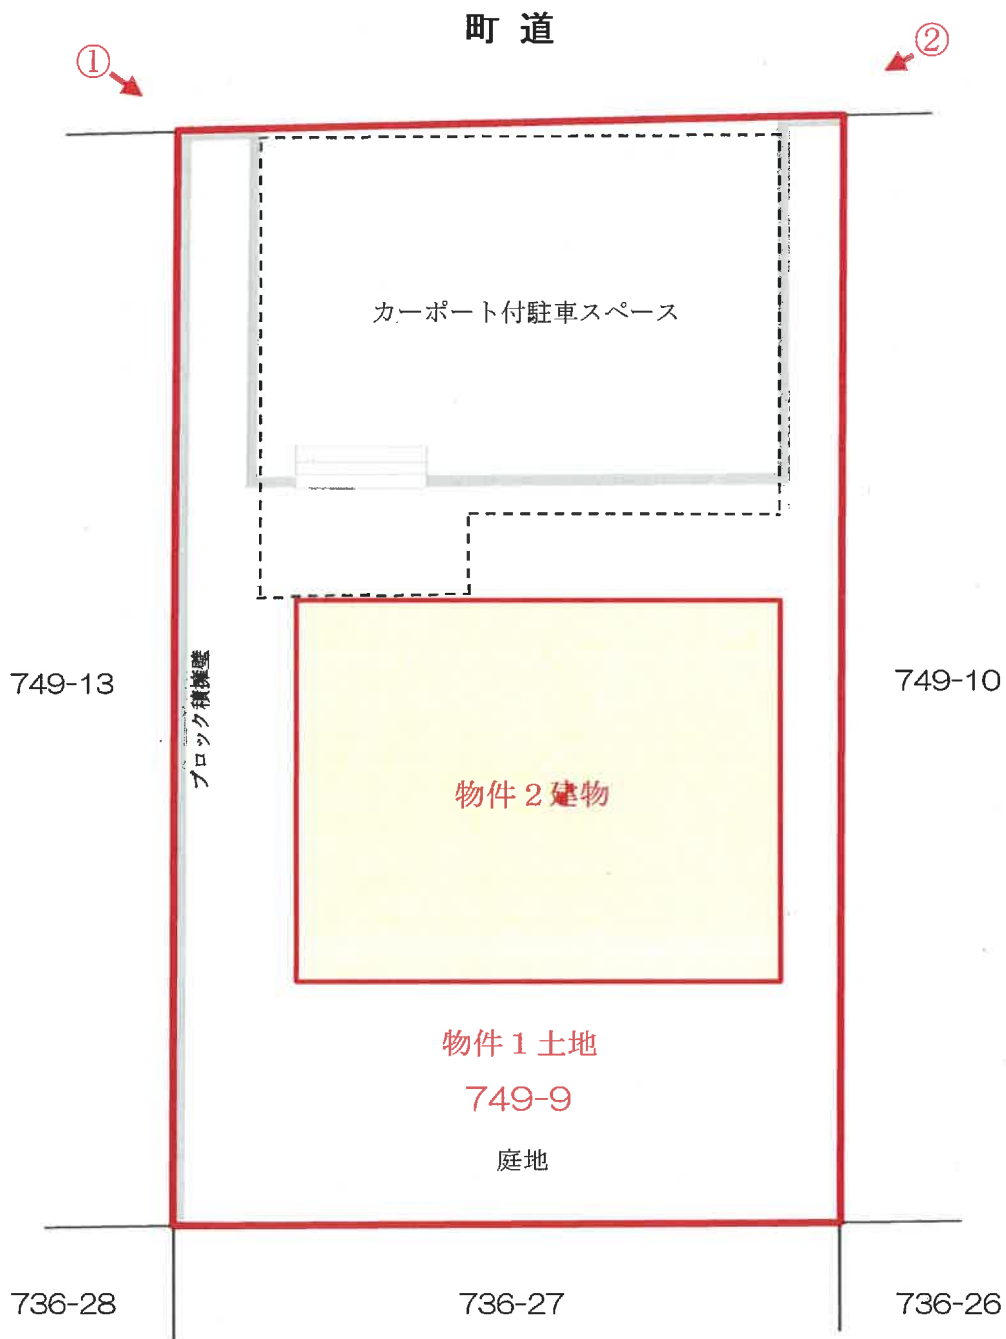 町道
①
②
カーポート付駐車スペース
749-13
ブロック積擁壁
749-10
物件2建物
物件1土地
749-9
庭地
736-28
736-27
736-26